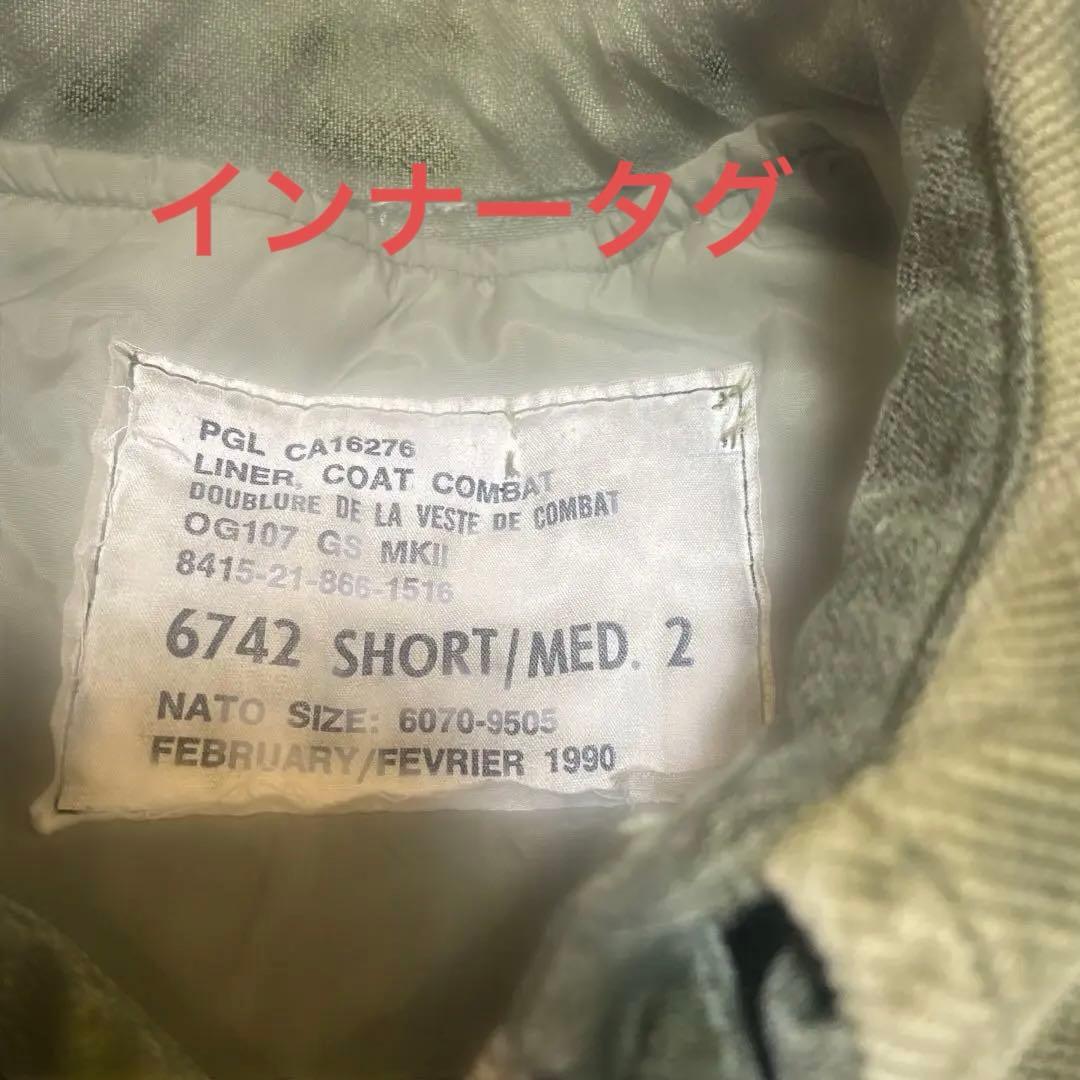 インナータグ
PGL CA16276
LINER, COAT COMBAT
DOUBLURE DE LA VESTE DE COMBAT
OG107 GS MKII
8415-21-866-1516
6742 SHORT/MED. 2
NATO SIZE: 6070-9505
FEBRUARY/FEVRIER 1990